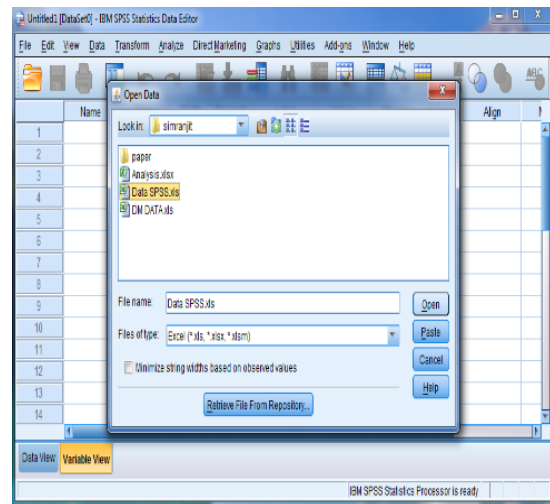 Untitled1 [DataSet0] - IBM SPSS Statistics Data Editor
File Edit View Data Transform Analyze Direct Marketing Graphs Utilities Add-ons Window Help
Open Data
Name
Align
Look in: simranjit
paper
Analysis.xlsx
Data SPSS.xls
DM DATA.xls
File name: Data SPSS.xls
Open
Files of type: Excel (*.xls, *.xlsx, *.xlsm)
Paste
Minimize string widths based on observed values
Cancel
Retrieve File From Repository...
Help
1
2
3
4
5
6
7
8
9
10
11
12
13
14
Data View Variable View
IBM SPSS Statistics Processor is ready